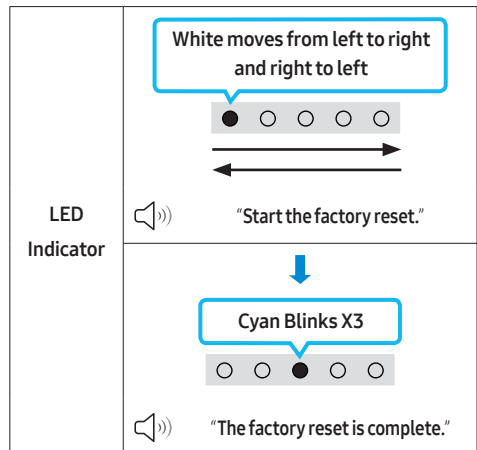 White moves from left to right
and right to left
LED
Indicator
"Start the factory reset."
Cyan Blinks X3
"The factory reset is complete."